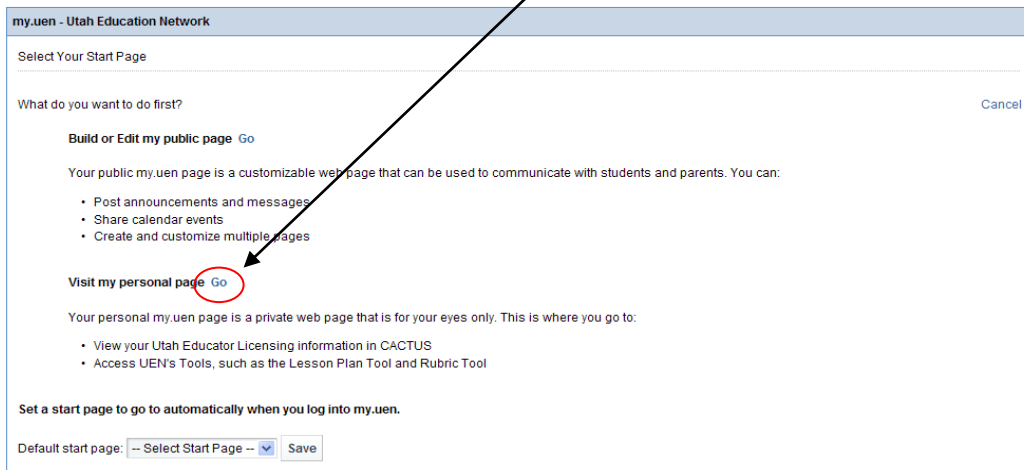 my.uen - Utah Education Network
Select Your Start Page
What do you want to do first? Cancel
Build or Edit my public page Go
Your public my.uen page is a customizable web page that can be used to communicate with students and parents. You can:
• Post announcements and messages
• Share calendar events
• Create and customize multiple pages
Visit my personal page Go
Your personal my.uen page is a private web page that is for your eyes only. This is where you go to:
• View your Utah Educator Licensing information in CACTUS
• Access UEN's Tools, such as the Lesson Plan Tool and Rubric Tool
Set a start page to go to automatically when you log into my.uen.
Default start page: -- Select Start Page -- Save